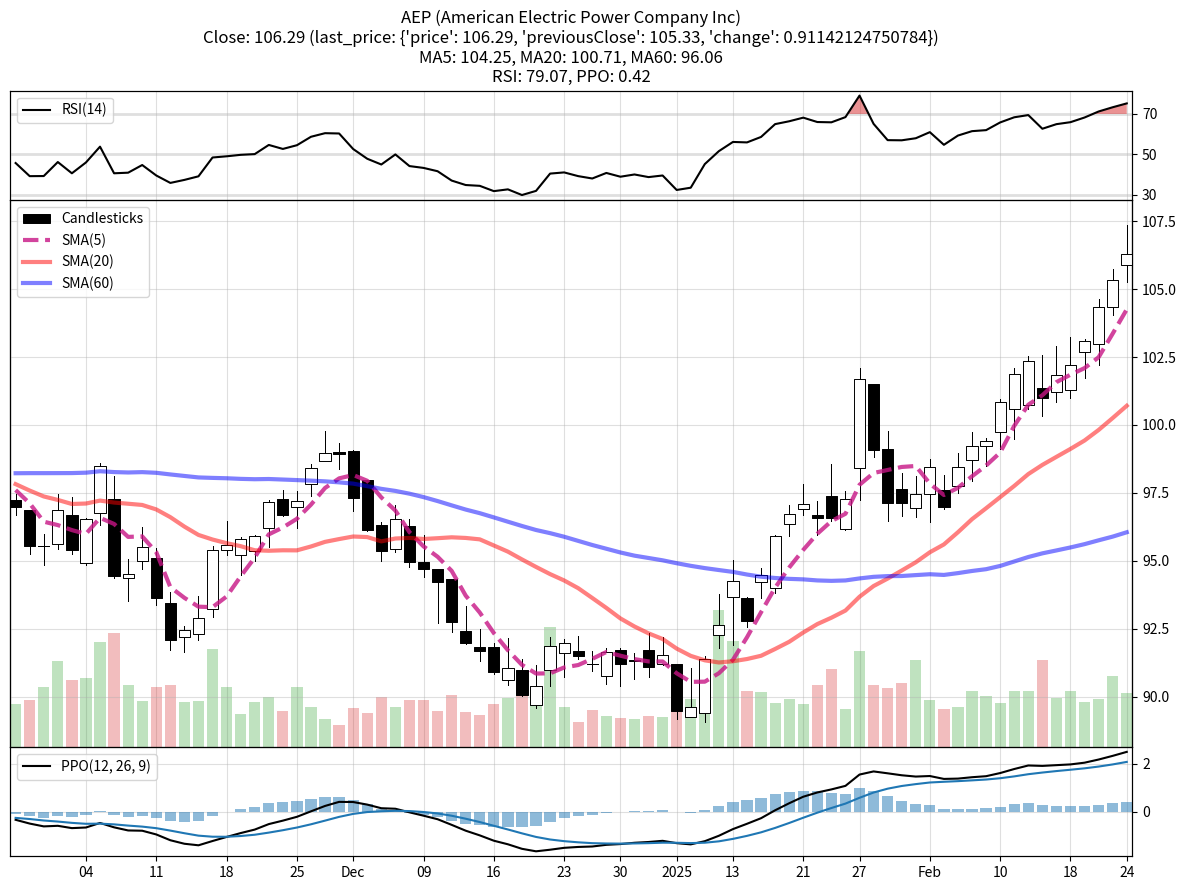 AEP (American Electric Power Company Inc)
Close: 106.29 (last_price: {'price': 106.29, 'previousClose': 105.33, 'change': 0.91142124750784})
MA5: 104.25, MA20: 100.71, MA60: 96.06
RSI: 79.07, PPO: 0.42
RSI(14)
70
50
30
Candlesticks
SMA(5)
SMA(20)
SMA(60)
107.5
105.0
102.5
100.0
97.5
95.0
92.5
90.0
PPO(12, 26, 9)
2
0
04 11 18 25 Dec 09 16 23 30 2025 13 21 27 Feb 10 18 24